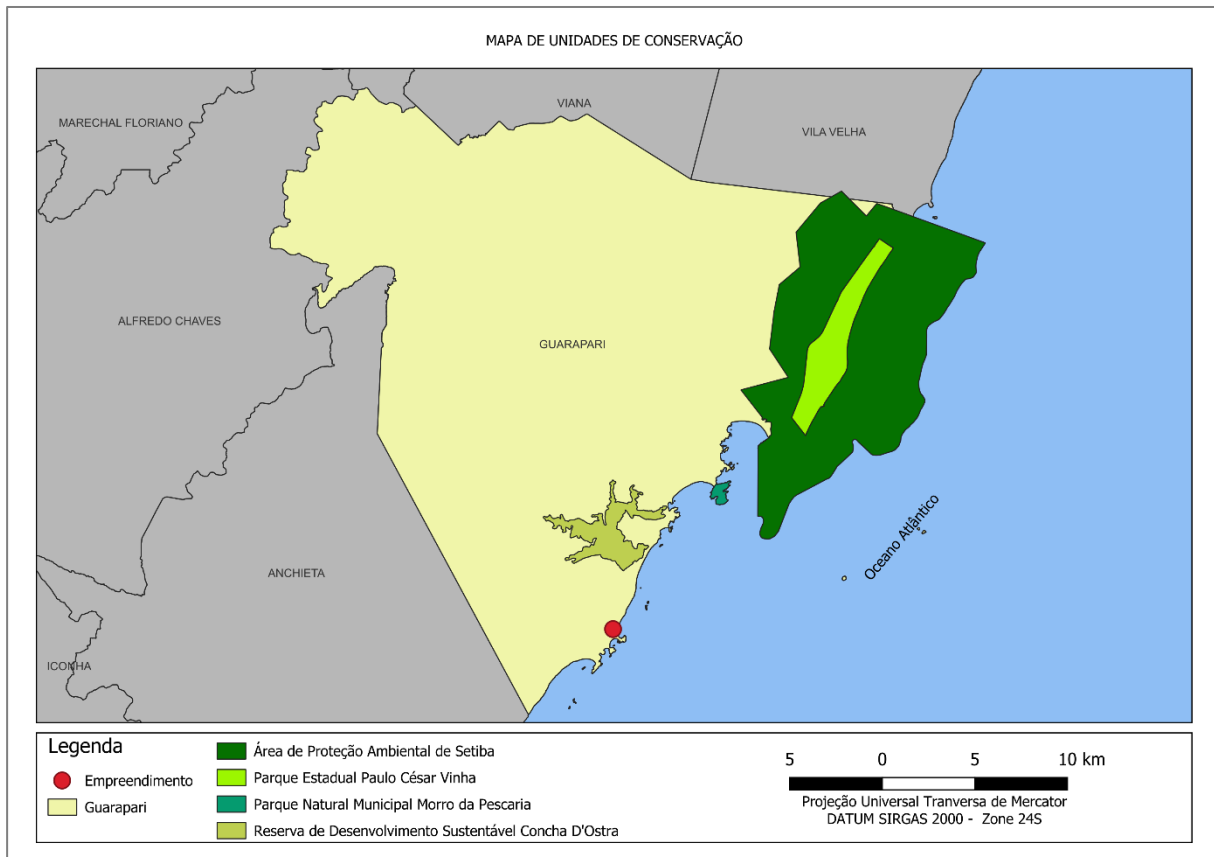 MAPA DE UNIDADES DE CONSERVAÇÃO
MARECHAL FLORIANO
VIANA
VILA VELHA
ALFREDO CHAVES
GUARAPARI
ANCHIETA
ICONHA
Oceano Atlântico
Legenda
Empreendimento
Guarapari
Área de Proteção Ambiental de Setiba
Parque Estadual Paulo César Vinha
Parque Natural Municipal Morro da Pescaria
Reserva de Desenvolvimento Sustentável Concha D'Ostra
5 0 5 10 km
Projeção Universal Tranversa de Mercator
DATUM SIRGAS 2000 - Zone 24S